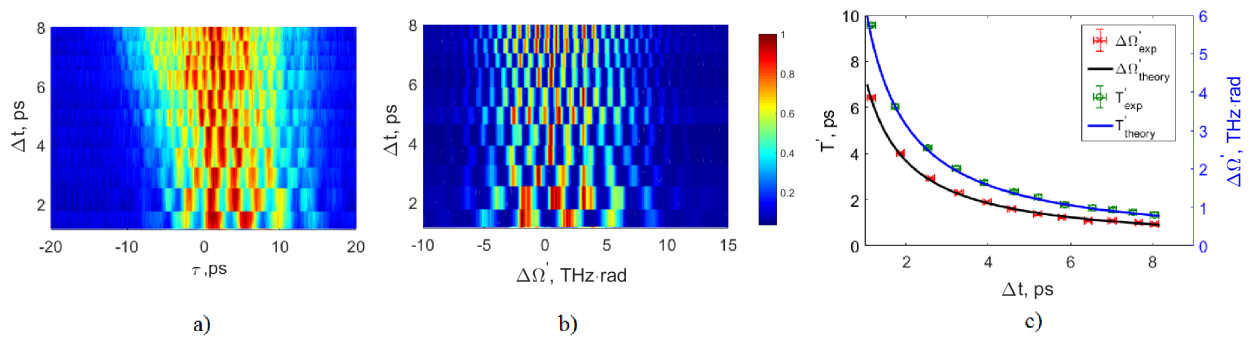 8
6
4
2
Δt, ps
-20 -10 0 10 20
τ ,ps
a)
8
6
4
2
Δt, ps
-10 -5 0 5 10 15
ΔΩ', THz·rad
b)
1
0.8
0.6
0.4
0.2
10
8
6
4
2
0
T', ps
2 4 6 8
Δt, ps
6
5
4
3
2
1
0
ΔΩ', THz·rad
ΔΩ'exp
ΔΩ'theory
T'exp
T'theory
c)